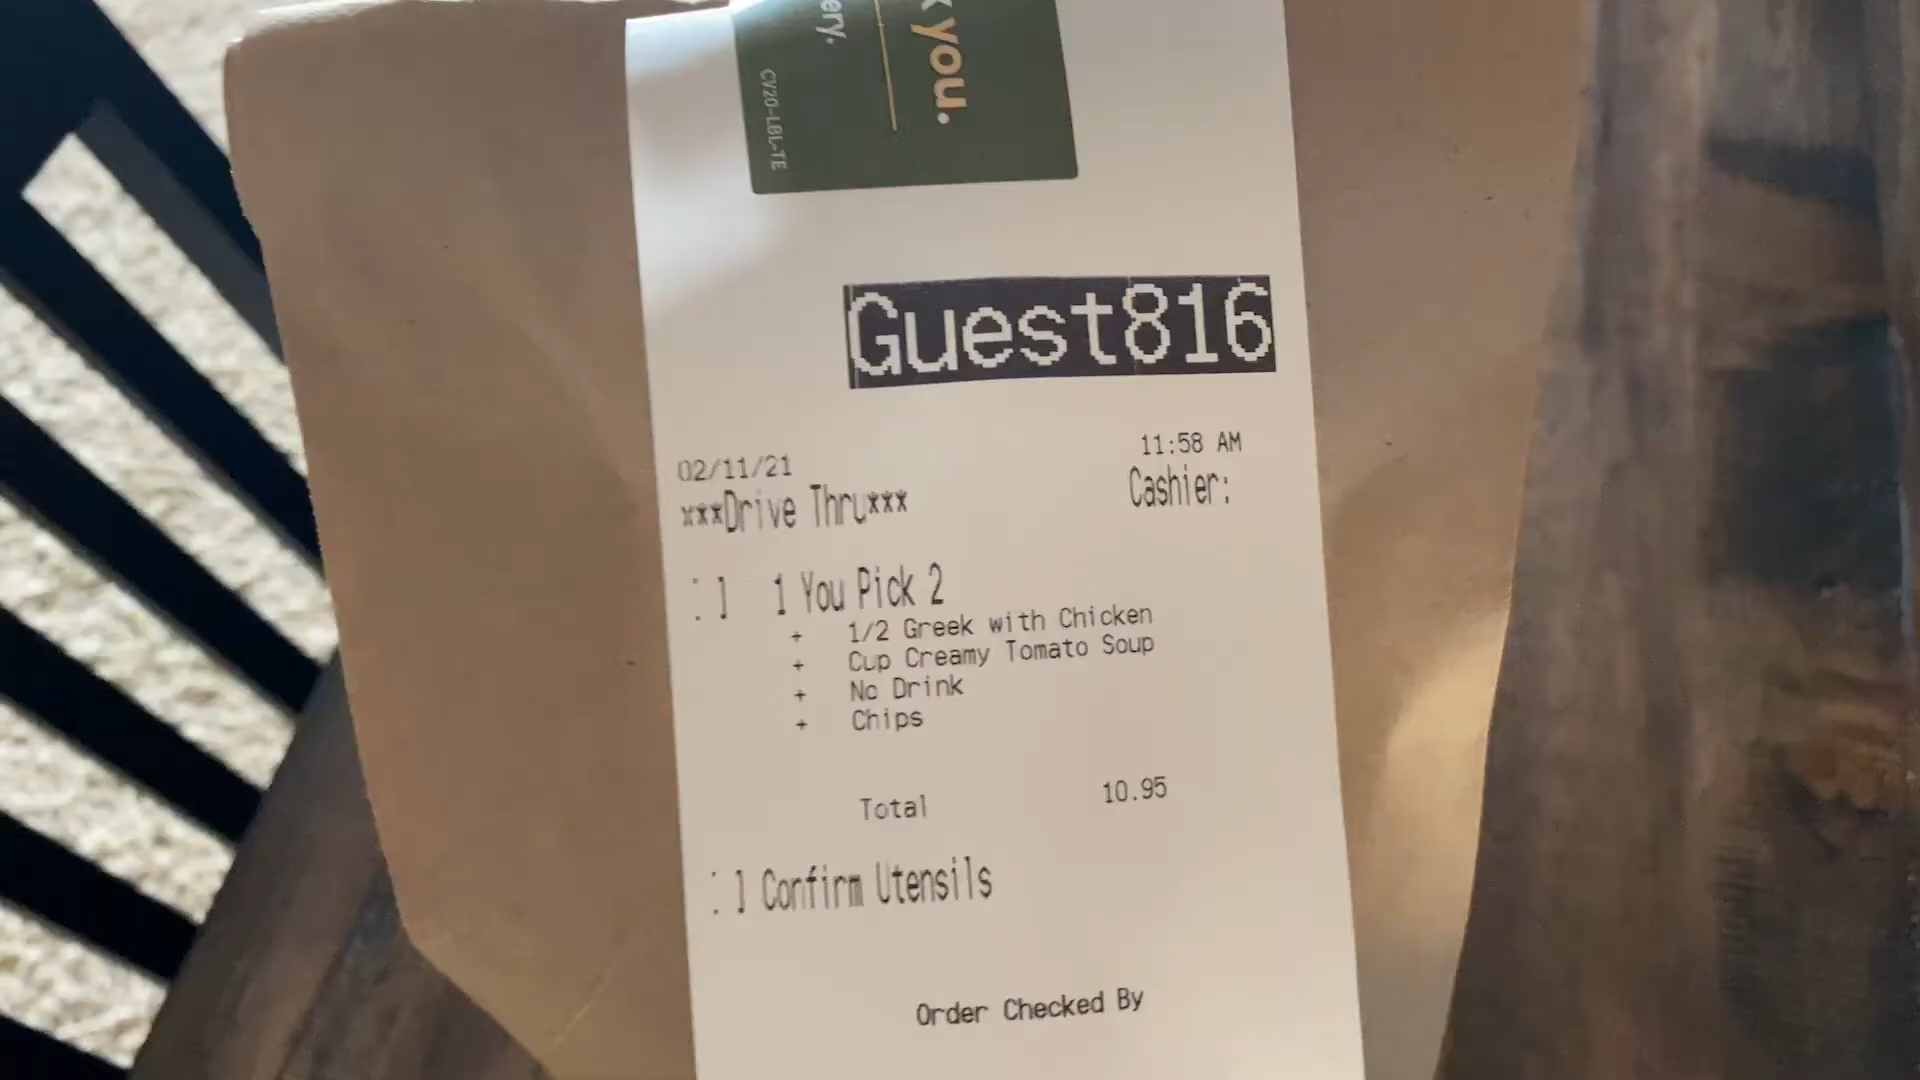 you.
CV20-LBL-TE
Guest816
02/11/21 11:58 AM
***Drive Thru*** Cashier:
[ ] 1 You Pick 2
+ 1/2 Greek with Chicken
+ Cup Creamy Tomato Soup
+ No Drink
+ Chips
Total 10.95
[ ] Confirm Utensils
Order Checked By